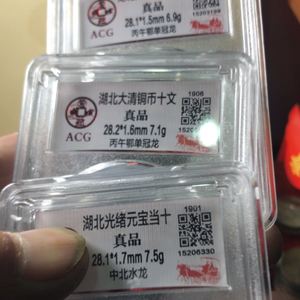 ACG
28.1*1.5mm 6.9g
丙午鄂单冠龙
15203199
ACG
湖北大清铜币十文
真品
28.2*1.6mm 7.1g
丙午鄂单冠龙
1906
ACG
湖北光绪元宝当十
真品
28.1*1.7mm 7.5g
中北水龙
1901
15206330